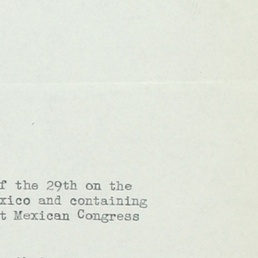 f the 29th on the
xico and containing
t Mexican Congress